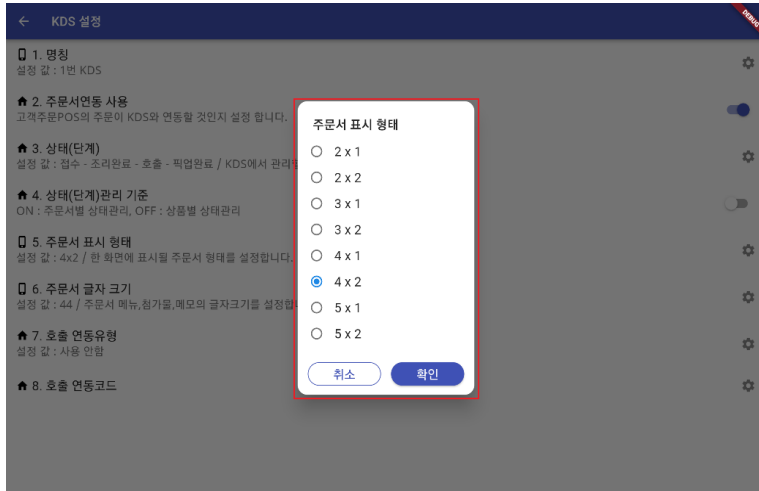 KDS 설정
DEBUG
1. 명칭
설정 값 : 1번 KDS
2. 주문서연동 사용
고객주문POS의 주문이 KDS와 연동할 것인지 설정 합니다.
3. 상태(단계)
설정 값 : 접수 - 조리완료 - 호출 - 픽업완료 / KDS에서 관리
4. 상태(단계)관리 기준
ON : 주문서별 상태관리, OFF : 상품별 상태관리
5. 주문서 표시 형태
설정 값 : 4x2 / 한 화면에 표시될 주문서 형태를 설정합니다.
6. 주문서 글자 크기
설정 값 : 44 / 주문서 메뉴,첨가물,메모의 글자크기를 설정합
7. 호출 연동유형
설정 값 : 사용 안함
8. 호출 연동코드
주문서 표시 형태
2 x 1
2 x 2
3 x 1
3 x 2
4 x 1
4 x 2
5 x 1
5 x 2
취소 확인